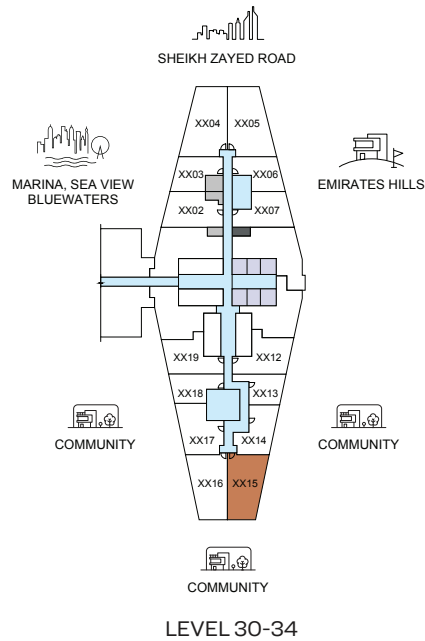 SHEIKH ZAYED ROAD
XX04 XX05
MARINA, SEA VIEW
BLUEWATERS
EMIRATES HILLS
XX03 XX06
XX02 XX07
XX19 XX12
XX18 XX13
COMMUNITY
COMMUNITY
XX17 XX14
XX16 XX15
COMMUNITY
LEVEL 30-34